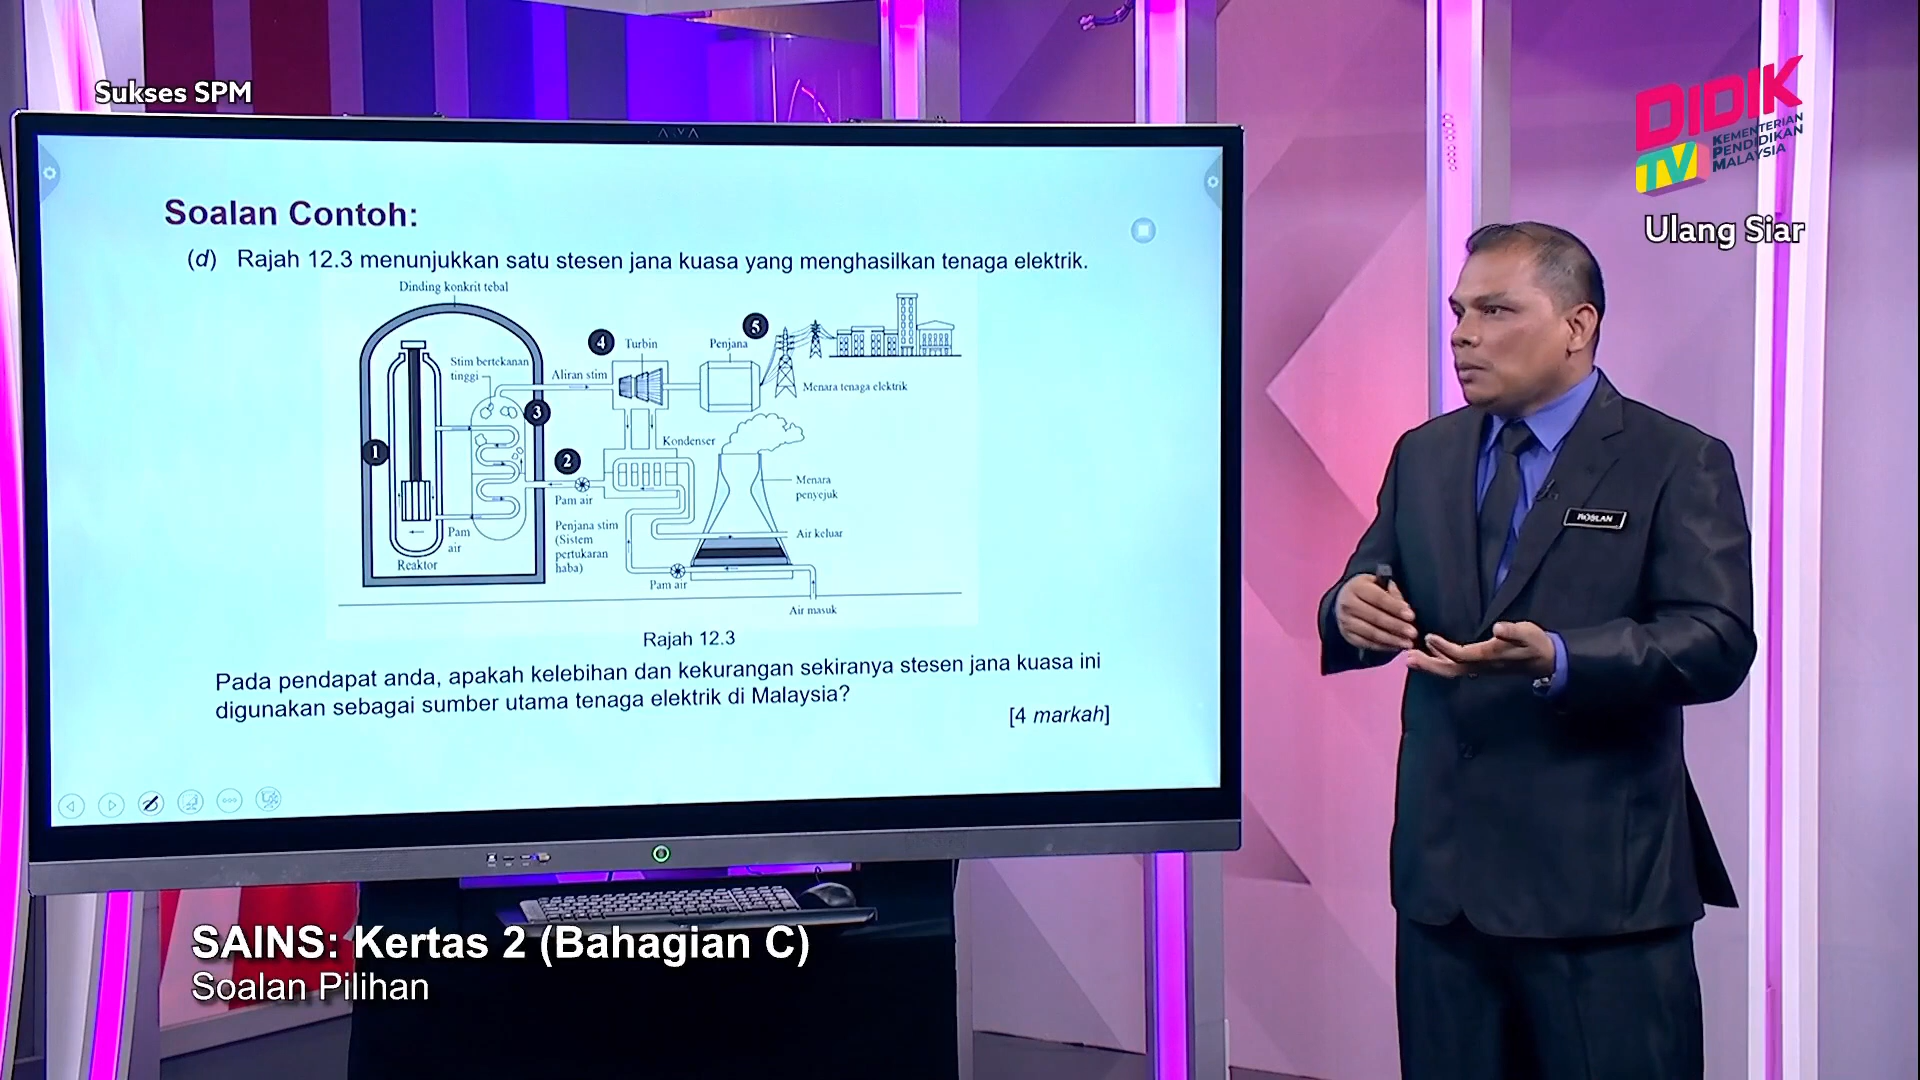 Sukses SPM
DIDIK
TV
KEMENTERIAN
PENDIDIKAN
MALAYSIA
Ulang Siar
Soalan Contoh:
(d) Rajah 12.3 menunjukkan satu stesen jana kuasa yang menghasilkan tenaga elektrik.
Dinding konkrit tebal
5
4
Turbin
Penjana
Stim bertekanan
tinggi
Aliran stim
Menara tenaga elektrik
3
Kondenser
1
2
Menara
penyejuk
Pam air
Penjana stim
(Sistem
pertukaran
haba)
Pam
air
Air keluar
Reaktor
Pam air
Air masuk
Rajah 12.3
Pada pendapat anda, apakah kelebihan dan kekurangan sekiranya stesen jana kuasa ini
digunakan sebagai sumber utama tenaga elektrik di Malaysia?
[4 markah]
ROSLAN
SAINS: Kertas 2 (Bahagian C)
Soalan Pilihan